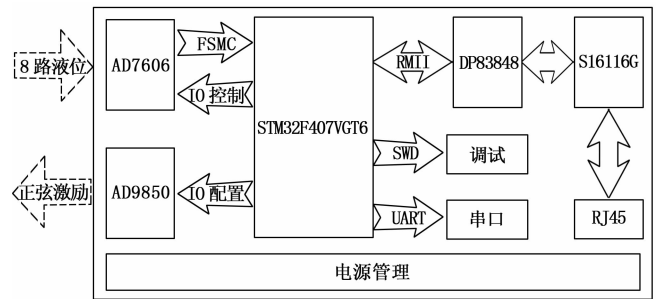 8路液位
AD7606
FSMC
IO控制
STM32F407VGT6
RMII
DP83848
S16116G
SWD
调试
正弦激励
AD9850
IO配置
UART
串口
RJ45
电源管理